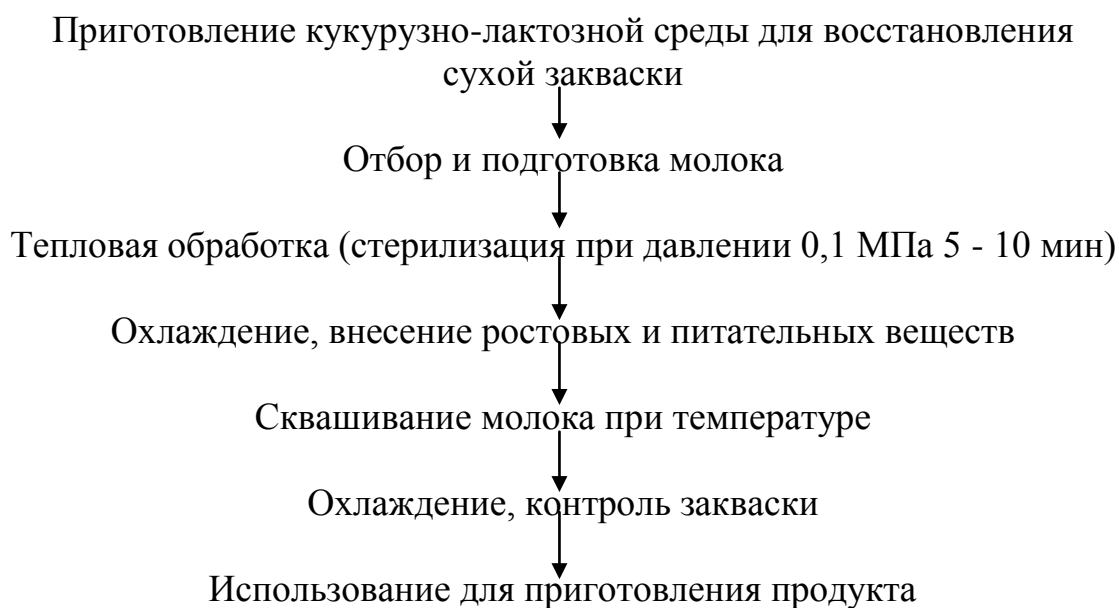 Приготовление кукурузно-лактозной среды для восстановления
сухой закваски
Отбор и подготовка молока
Тепловая обработка (стерилизация при давлении 0,1 МПа 5 - 10 мин)
Охлаждение, внесение ростовых и питательных веществ
Сквашивание молока при температуре
Охлаждение, контроль закваски
Использование для приготовления продукта